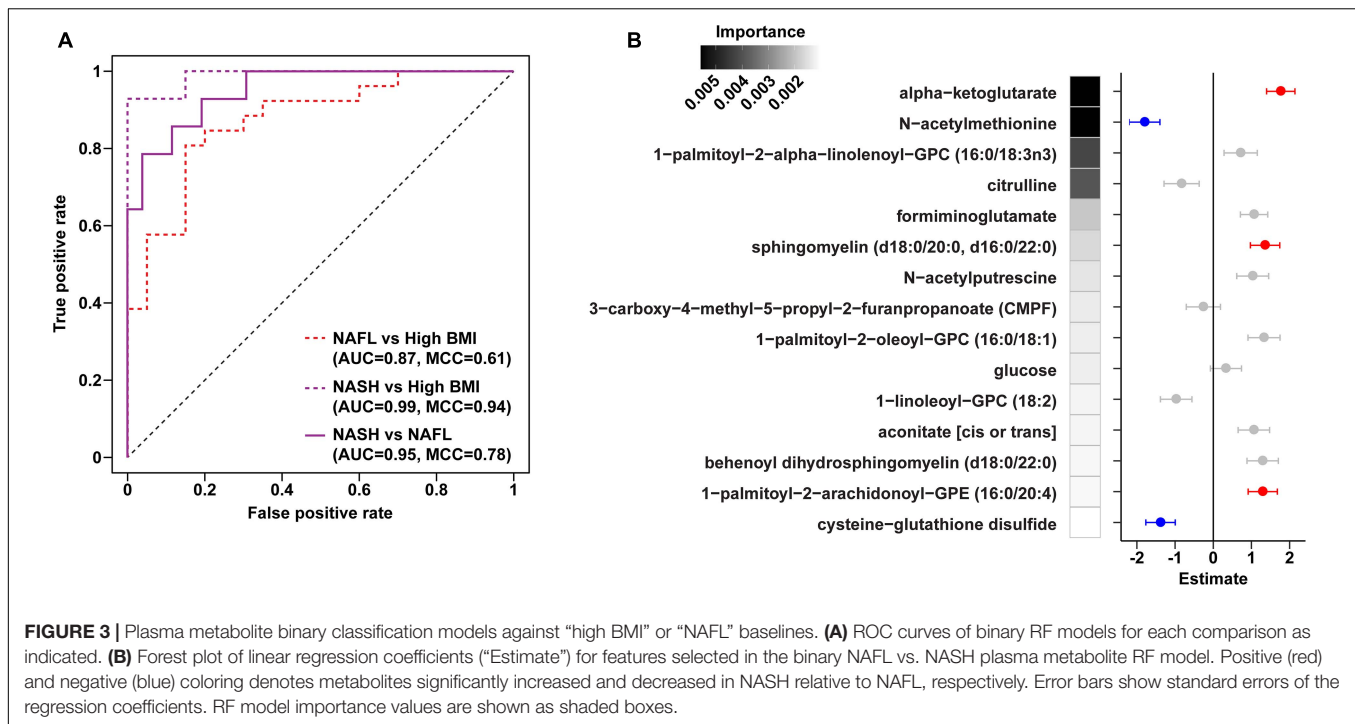 A
True positive rate
1
0.8
0.6
0.4
0.2
0
NAFL vs High BMI
(AUC=0.87, MCC=0.61)
NASH vs High BMI
(AUC=0.99, MCC=0.94)
NASH vs NAFL
(AUC=0.95, MCC=0.78)
0 0.2 0.4 0.6 0.8 1
False positive rate
B
Importance
0.005 0.004 0.003 0.002
alpha−ketoglutarate
N−acetylmethionine
1−palmitoyl−2−alpha−linolenoyl−GPC (16:0/18:3n3)
citrulline
formiminoglutamate
sphingomyelin (d18:0/20:0, d16:0/22:0)
N−acetylputrescine
3−carboxy−4−methyl−5−propyl−2−furanpropanoate (CMPF)
1−palmitoyl−2−oleoyl−GPC (16:0/18:1)
glucose
1−linoleoyl−GPC (18:2)
aconitate [cis or trans]
behenoyl dihydrosphingomyelin (d18:0/22:0)
1−palmitoyl−2−arachidonoyl−GPE (16:0/20:4)
cysteine−glutathione disulfide
-2 -1 0 1 2
Estimate
FIGURE 3 | Plasma metabolite binary classification models against “high BMI” or “NAFL” baselines. (A) ROC curves of binary RF models for each comparison as
indicated. (B) Forest plot of linear regression coefficients (“Estimate”) for features selected in the binary NAFL vs. NASH plasma metabolite RF model. Positive (red)
and negative (blue) coloring denotes metabolites significantly increased and decreased in NASH relative to NAFL, respectively. Error bars show standard errors of the
regression coefficients. RF model importance values are shown as shaded boxes.